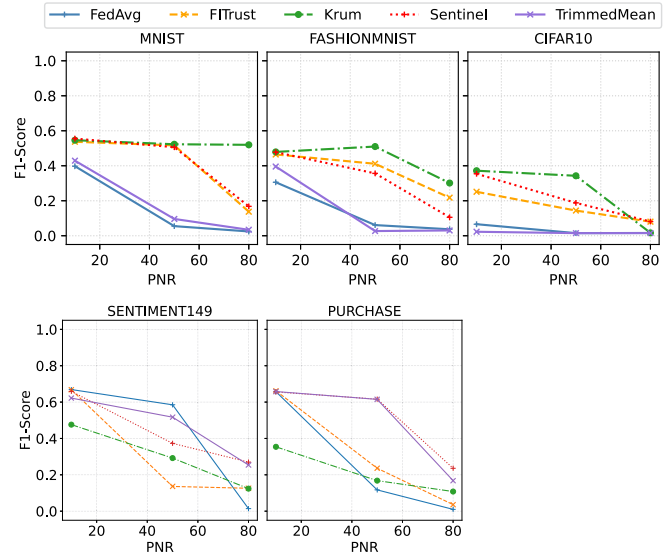 FedAvg FITrust Krum Sentinel TrimmedMean
MNIST FASHIONMNIST CIFAR10
F1-Score
1.0
0.8
0.6
0.4
0.2
0.0
20 40 60 80 20 40 60 80 20 40 60 80
PNR PNR PNR
SENTIMENT149 PURCHASE
F1-Score
1.0
0.8
0.6
0.4
0.2
0.0
20 40 60 80 20 40 60 80
PNR PNR